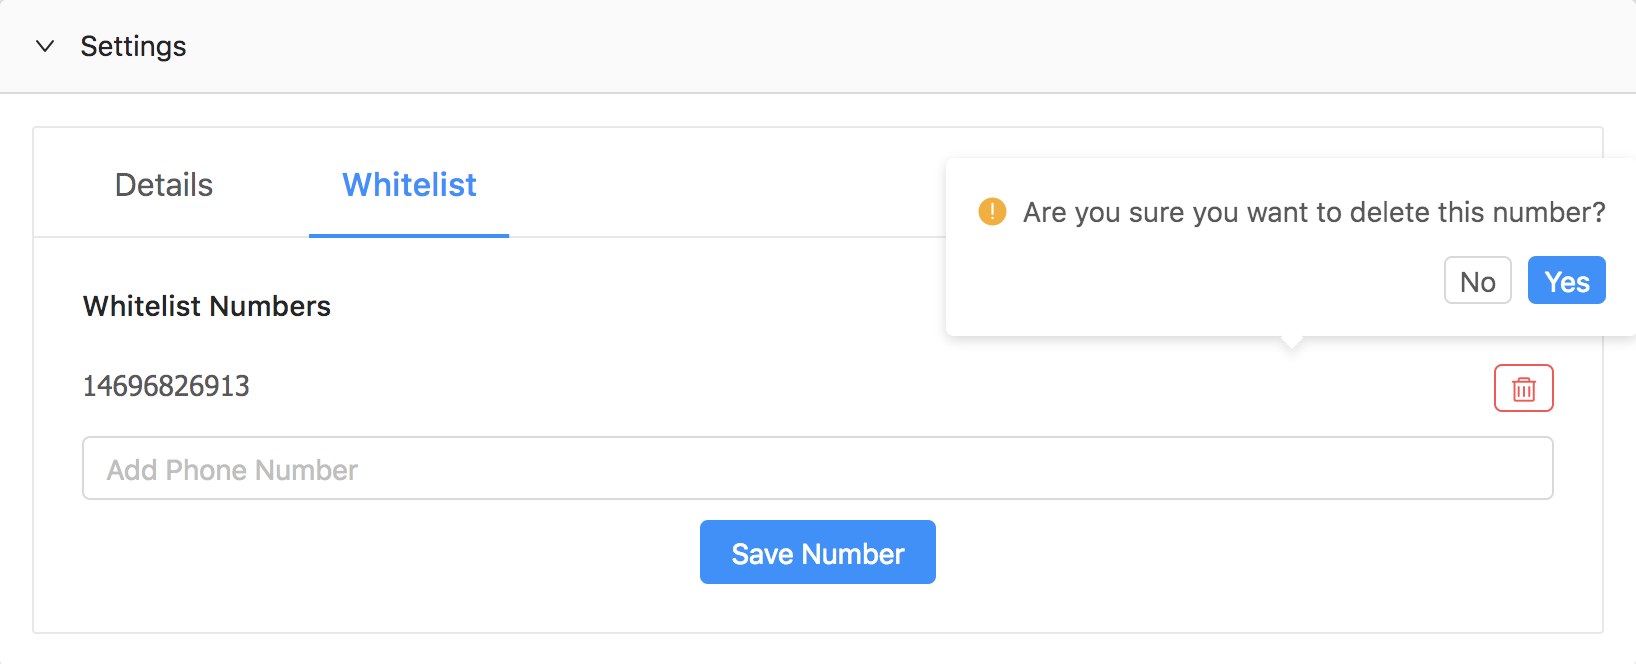 Settings
Details
Whitelist
Are you sure you want to delete this number?
No
Yes
Whitelist Numbers
14696826913
Add Phone Number
Save Number